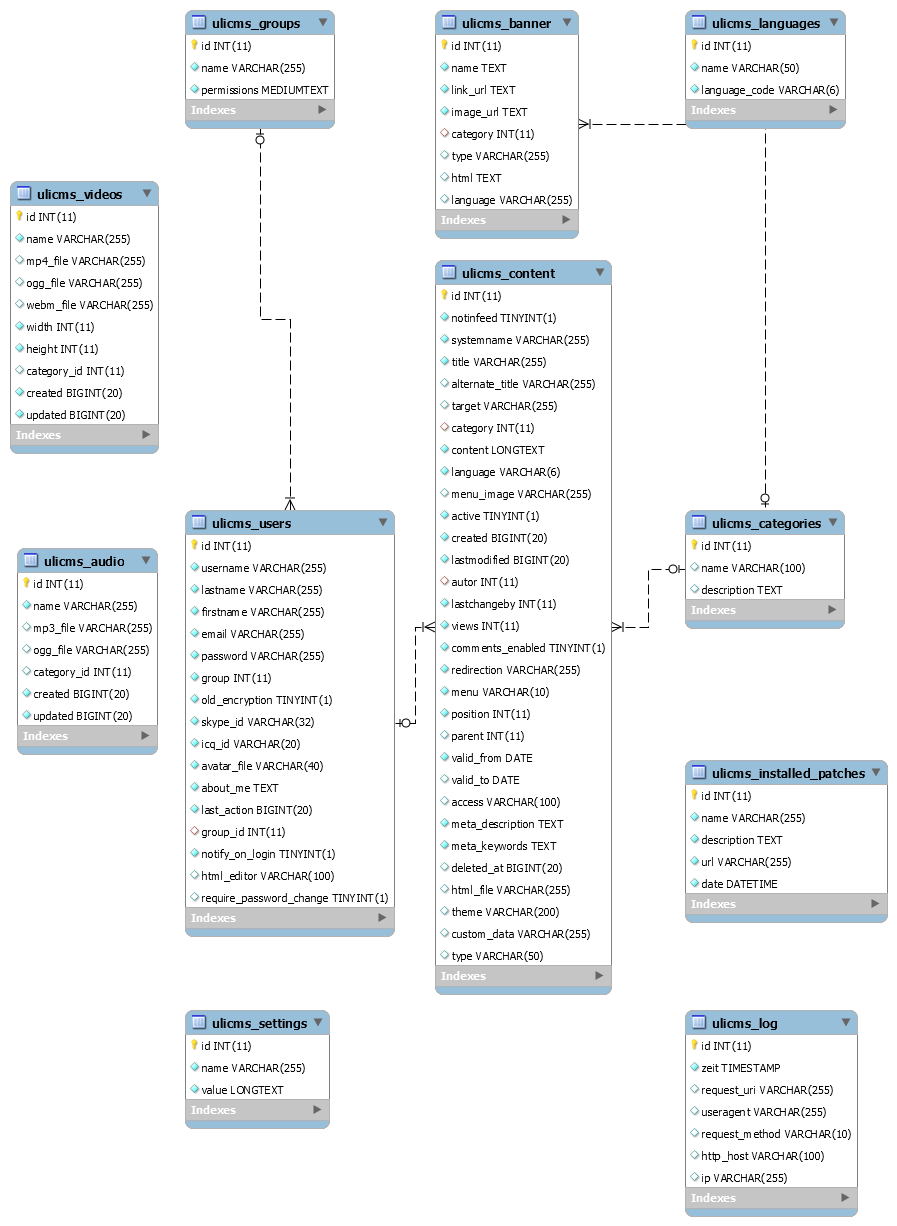 ulicms_groups
id INT(11)
name VARCHAR(255)
permissions MEDIUMTEXT
Indexes
ulicms_banner
id INT(11)
name TEXT
link_url TEXT
image_url TEXT
category INT(11)
type VARCHAR(255)
html TEXT
language VARCHAR(255)
Indexes
ulicms_languages
id INT(11)
name VARCHAR(50)
language_code VARCHAR(6)
Indexes
ulicms_videos
id INT(11)
name VARCHAR(255)
mp4_file VARCHAR(255)
ogg_file VARCHAR(255)
webm_file VARCHAR(255)
width INT(11)
height INT(11)
category_id INT(11)
created BIGINT(20)
updated BIGINT(20)
Indexes
ulicms_content
id INT(11)
notinfeed TINYINT(1)
systemname VARCHAR(255)
title VARCHAR(255)
alternate_title VARCHAR(255)
target VARCHAR(255)
category INT(11)
content LONGTEXT
language VARCHAR(6)
menu_image VARCHAR(255)
active TINYINT(1)
created BIGINT(20)
lastmodified BIGINT(20)
autor INT(11)
lastchangeby INT(11)
views INT(11)
comments_enabled TINYINT(1)
redirection VARCHAR(255)
menu VARCHAR(10)
position INT(11)
parent INT(11)
valid_from DATE
valid_to DATE
access VARCHAR(100)
meta_description TEXT
meta_keywords TEXT
deleted_at BIGINT(20)
html_file VARCHAR(255)
theme VARCHAR(200)
custom_data VARCHAR(255)
type VARCHAR(50)
Indexes
ulicms_users
id INT(11)
username VARCHAR(255)
lastname VARCHAR(255)
firstname VARCHAR(255)
email VARCHAR(255)
password VARCHAR(255)
group INT(11)
old_encryption TINYINT(1)
skype_id VARCHAR(32)
icq_id VARCHAR(20)
avatar_file VARCHAR(40)
about_me TEXT
last_action BIGINT(20)
group_id INT(11)
notify_on_login TINYINT(1)
html_editor VARCHAR(100)
require_password_change TINYINT(1)
Indexes
ulicms_categories
id INT(11)
name VARCHAR(100)
description TEXT
Indexes
ulicms_audio
id INT(11)
name VARCHAR(255)
mp3_file VARCHAR(255)
ogg_file VARCHAR(255)
category_id INT(11)
created BIGINT(20)
updated BIGINT(20)
Indexes
ulicms_installed_patches
id INT(11)
name VARCHAR(255)
description TEXT
url VARCHAR(255)
date DATETIME
Indexes
ulicms_settings
id INT(11)
name VARCHAR(255)
value LONGTEXT
Indexes
ulicms_log
id INT(11)
zeit TIMESTAMP
request_uri VARCHAR(255)
useragent VARCHAR(255)
request_method VARCHAR(10)
http_host VARCHAR(100)
ip VARCHAR(255)
Indexes